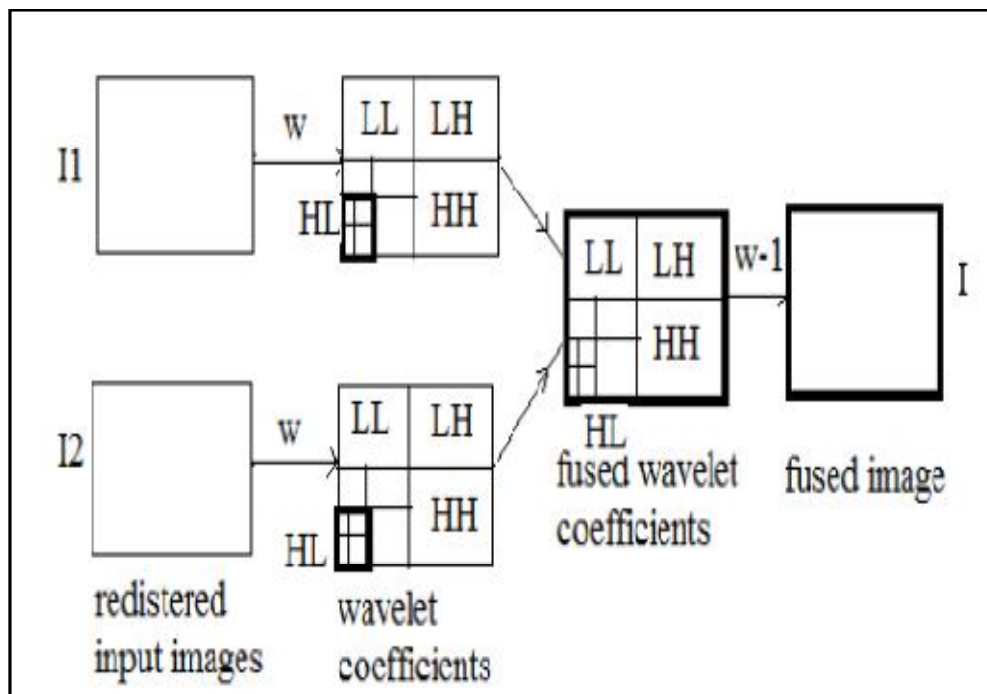 I1
w
LL LH
HL HH
I2
w
LL LH
HL HH
LL LH
HH
HL
w-1
I
redistered
input images
wavelet
coefficients
fused wavelet
coefficients
fused image